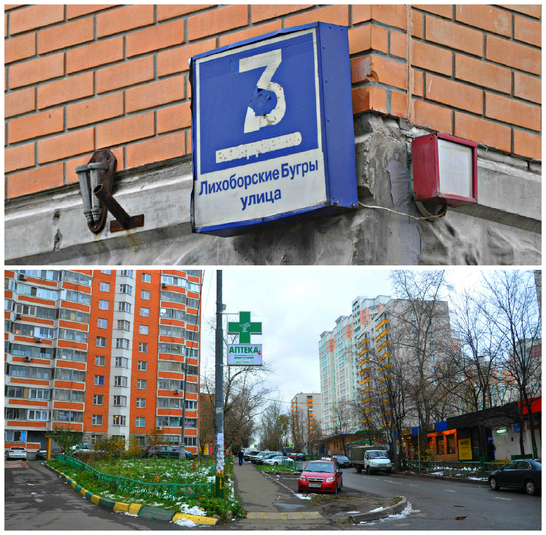 3
Лихоборские Бугры
улица
АПТЕКА